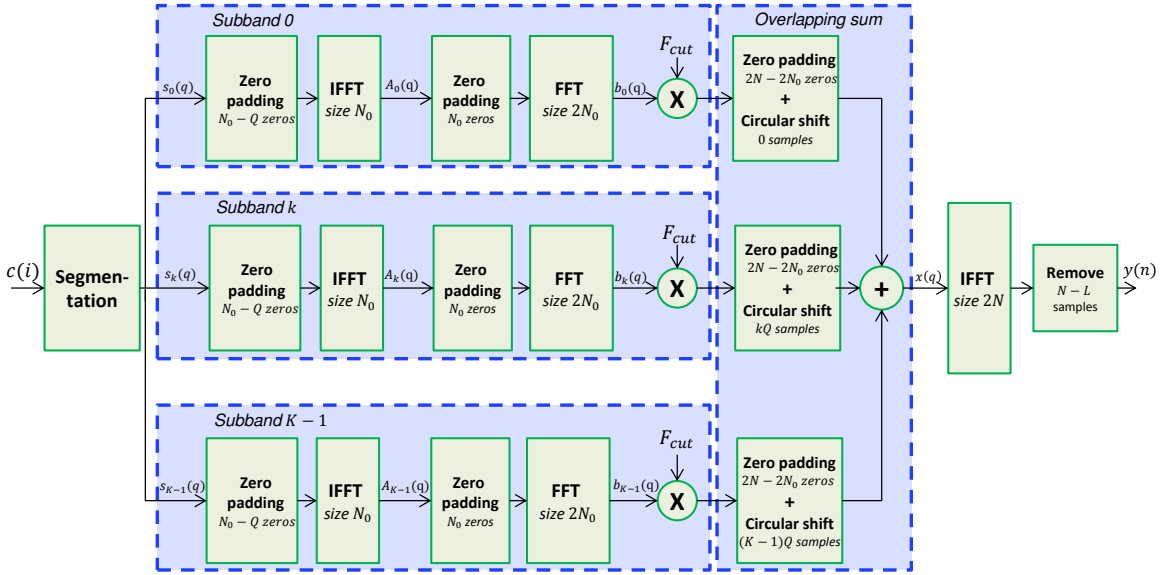 Subband 0
Overlapping sum
s_0(q)
Zero
padding
N_0 − Q zeros
IFFT
size N_0
A_0(q)
Zero
padding
N_0 zeros
FFT
size 2N_0
b_0(q)
F_cut
X
Zero padding
2N − 2N_0 zeros
+
Circular shift
0 samples
Subband k
c(i)
Segmen-
tation
s_k(q)
Zero
padding
N_0 − Q zeros
IFFT
size N_0
A_k(q)
Zero
padding
N_0 zeros
FFT
size 2N_0
b_k(q)
F_cut
X
Zero padding
2N − 2N_0 zeros
+
Circular shift
kQ samples
+
x(q)
IFFT
size 2N
Remove
N − L
samples
y(n)
Subband K − 1
s_{K−1}(q)
Zero
padding
N_0 − Q zeros
IFFT
size N_0
A_{K−1}(q)
Zero
padding
N_0 zeros
FFT
size 2N_0
b_{K−1}(q)
F_cut
X
Zero padding
2N − 2N_0 zeros
+
Circular shift
(K − 1)Q samples